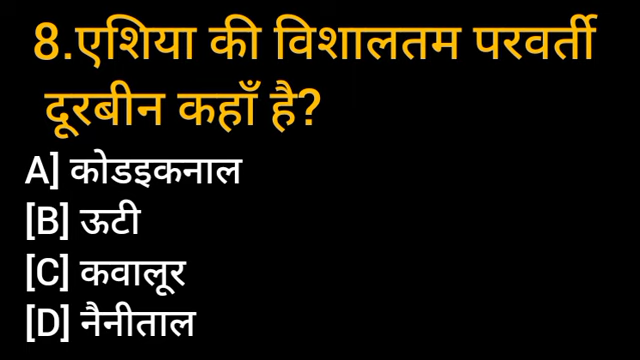 8.एशिया की विशालतम परवर्ती
दूरबीन कहाँ है?
A] कोडइकनाल
[B] ऊटी
[C] कवालूर
[D] नैनीताल